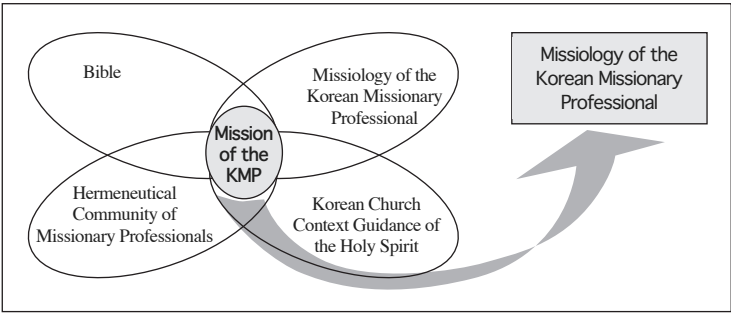 Bible
Missiology of the
Korean Missionary
Professional
Mission
of the
KMP
Hermeneutical
Community of
Missionary Professionals
Korean Church
Context Guidance of
the Holy Spirit
Missiology of the
Korean Missionary
Professional